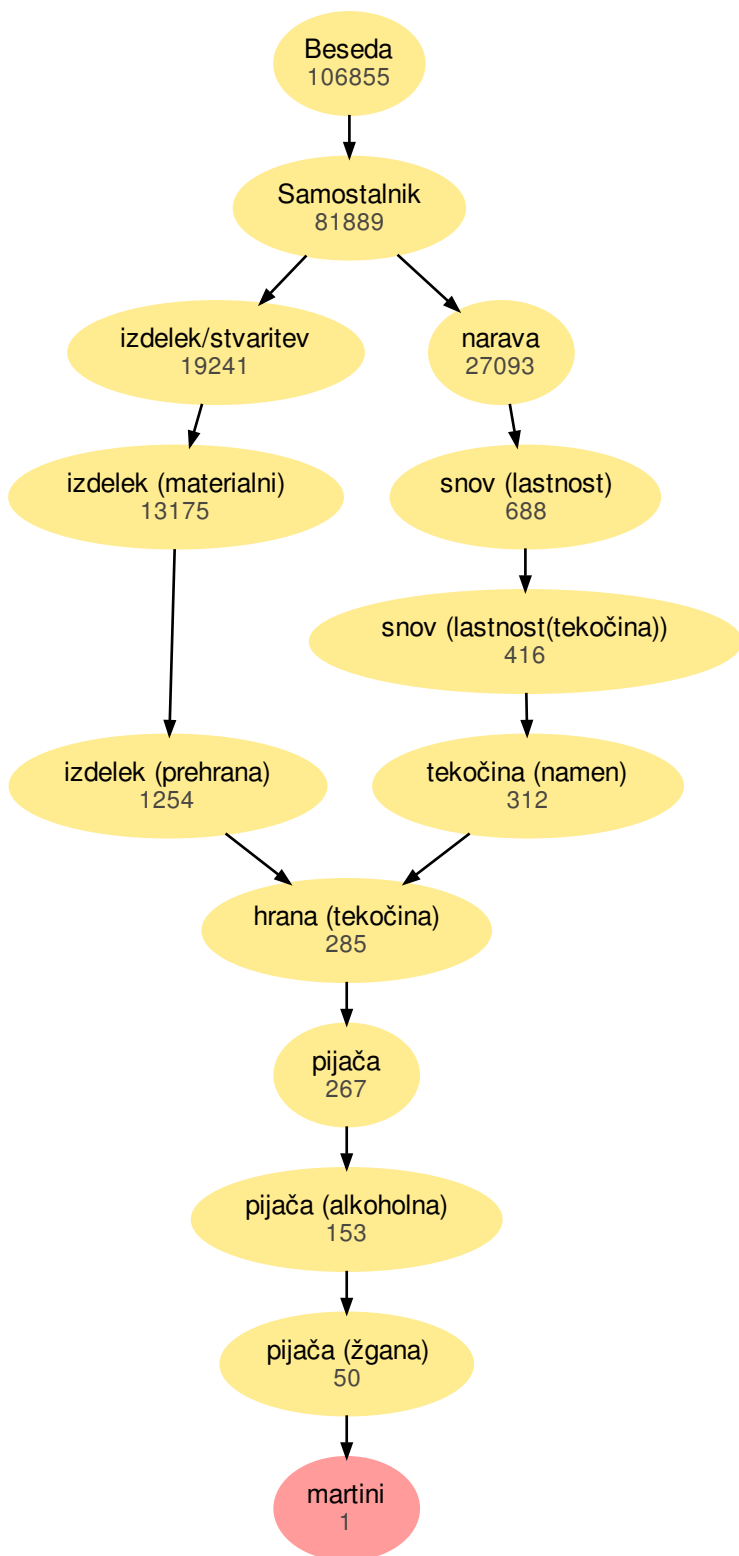 Beseda
106855
Samostalnik
81889
izdelek/stvaritev
19241
narava
27093
izdelek (materialni)
13175
snov (lastnost)
688
snov (lastnost(tekočina))
416
izdelek (prehrana)
1254
tekočina (namen)
312
hrana (tekočina)
285
pijača
267
pijača (alkoholna)
153
pijača (žgana)
50
martini
1